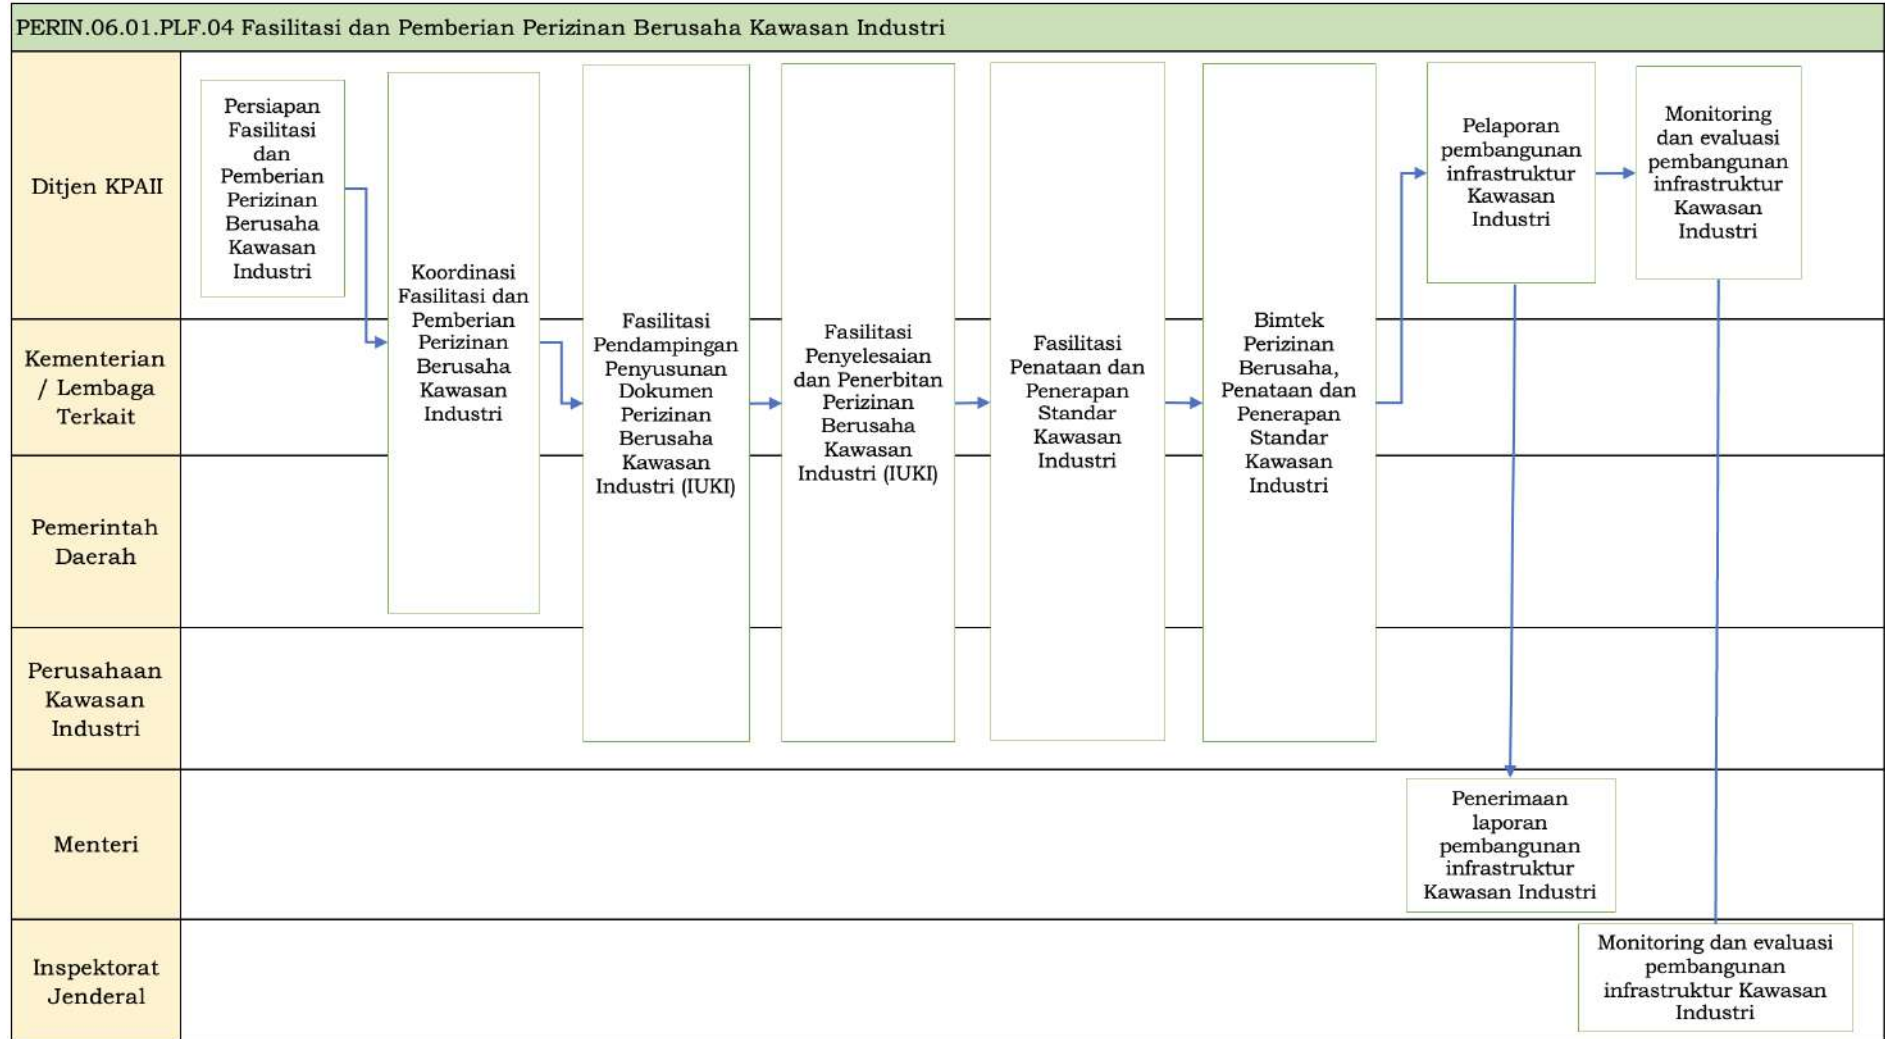 PERIN.06.01.PLF.04 Fasilitasi dan Pemberian Perizinan Berusaha Kawasan Industri
Ditjen KPAII
Persiapan
Fasilitasi
dan
Pemberian
Perizinan
Berusaha
Kawasan
Industri
Koordinasi
Fasilitasi dan
Pemberian
Perizinan
Berusaha
Kawasan
Industri
Fasilitasi
Pendampingan
Penyusunan
Dokumen
Perizinan
Berusaha
Kawasan
Industri (IUKI)
Fasilitasi
Penyelesaian
dan Penerbitan
Perizinan
Berusaha
Kawasan
Industri (IUKI)
Fasilitasi
Penataan dan
Penerapan
Standar
Kawasan
Industri
Bimtek
Perizinan
Berusaha,
Penataan dan
Penerapan
Standar
Kawasan
Industri
Pelaporan
pembangunan
infrastruktur
Kawasan
Industri
Monitoring
dan evaluasi
pembangunan
infrastruktur
Kawasan
Industri
Kementerian
/ Lembaga
Terkait
Pemerintah
Daerah
Perusahaan
Kawasan
Industri
Menteri
Penerimaan
laporan
pembangunan
infrastruktur
Kawasan Industri
Inspektorat
Jenderal
Monitoring dan evaluasi
pembangunan
infrastruktur Kawasan
Industri